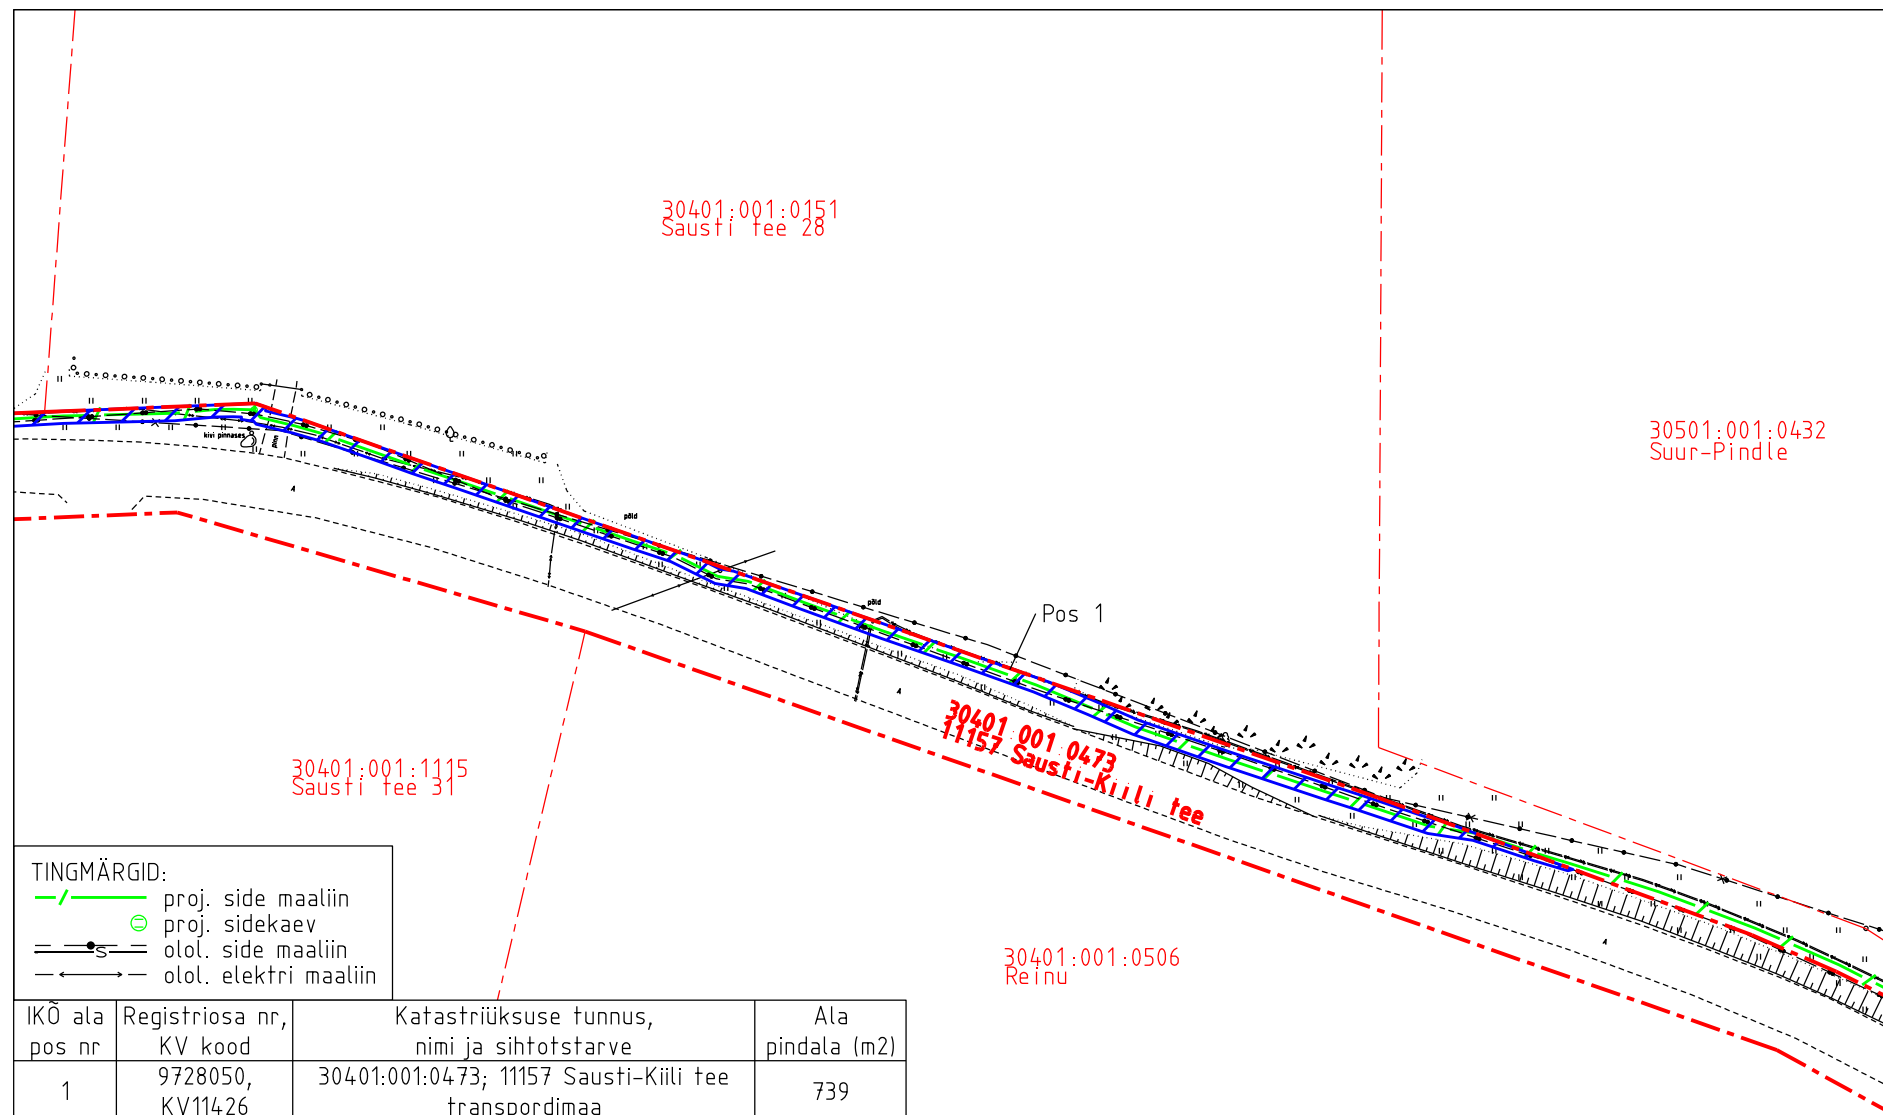 30401:001:0151
Sausti tee 28
30501:001:0432
Suur-Pindle
kivi pinnases
pinn
põld
põld
Pos 1
30401 001 0473
11157 Sausti-Kiili tee
30401:001:1115
Sausti tee 31
30401:001:0506
Reinu
TINGMÄRGID:
proj. side maaliin
proj. sidekaev
S
olol. side maaliin
olol. elektri maaliin
IKÕ ala pos nr
Registriosa nr, KV kood
Katastriüksuse tunnus, nimi ja sihtotstarve
Ala pindala (m2)
1
9728050, KV11426
30401:001:0473; 11157 Sausti-Kiili tee transpordimaa
739